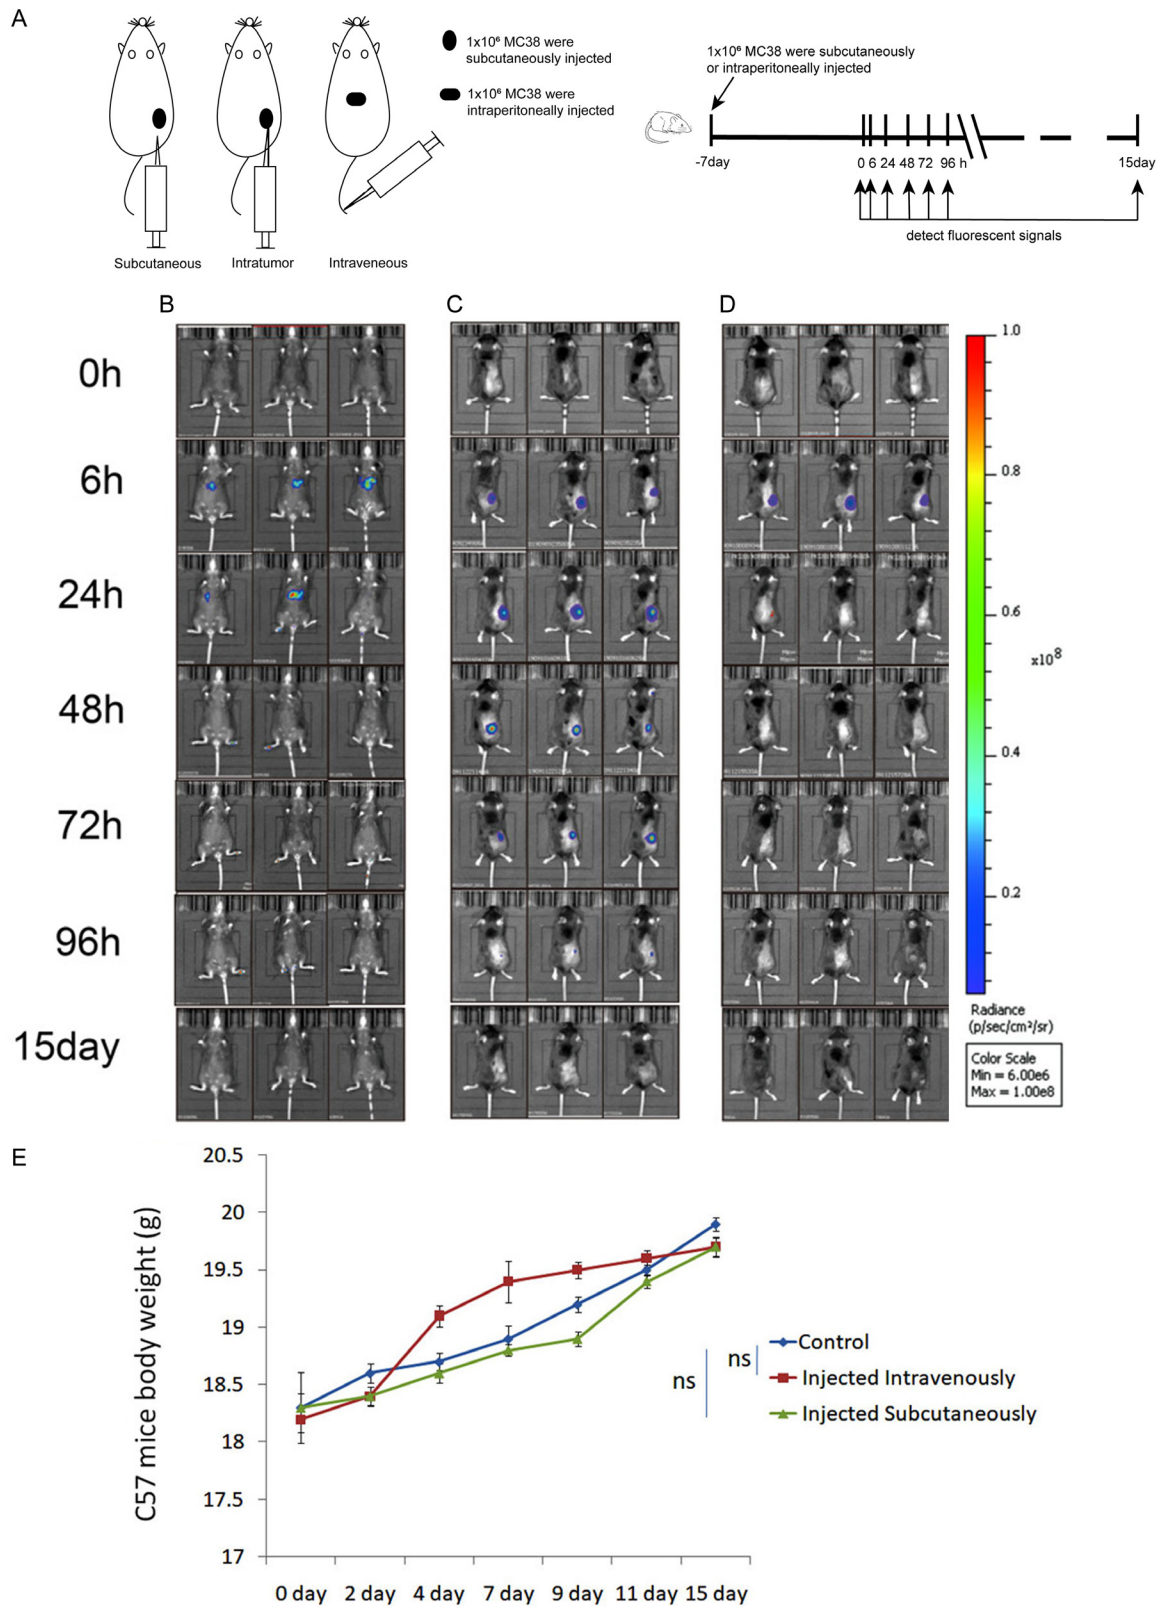 A
1x10⁶ MC38 were
subcutaneously injected
1x10⁶ MC38 were
intraperitoneally injected
Subcutaneous
Intratumor
Intraveneous
1x10⁶ MC38 were subcutaneously
or intraperitoneally injected
-7day
0 6 24 48 72 96 h
15day
detect fluorescent signals
B
C
D
0h
6h
24h
48h
72h
96h
15day
1.0
0.8
0.6
x10⁸
0.4
0.2
Radiance
(p/sec/cm²/sr)
Color Scale
Min = 6.00e6
Max = 1.00e8
E
C57 mice body weight (g)
20.5
20
19.5
19
18.5
18
17.5
17
0 day 2 day 4 day 7 day 9 day 11 day 15 day
ns
ns
Control
Injected Intravenously
Injected Subcutaneously